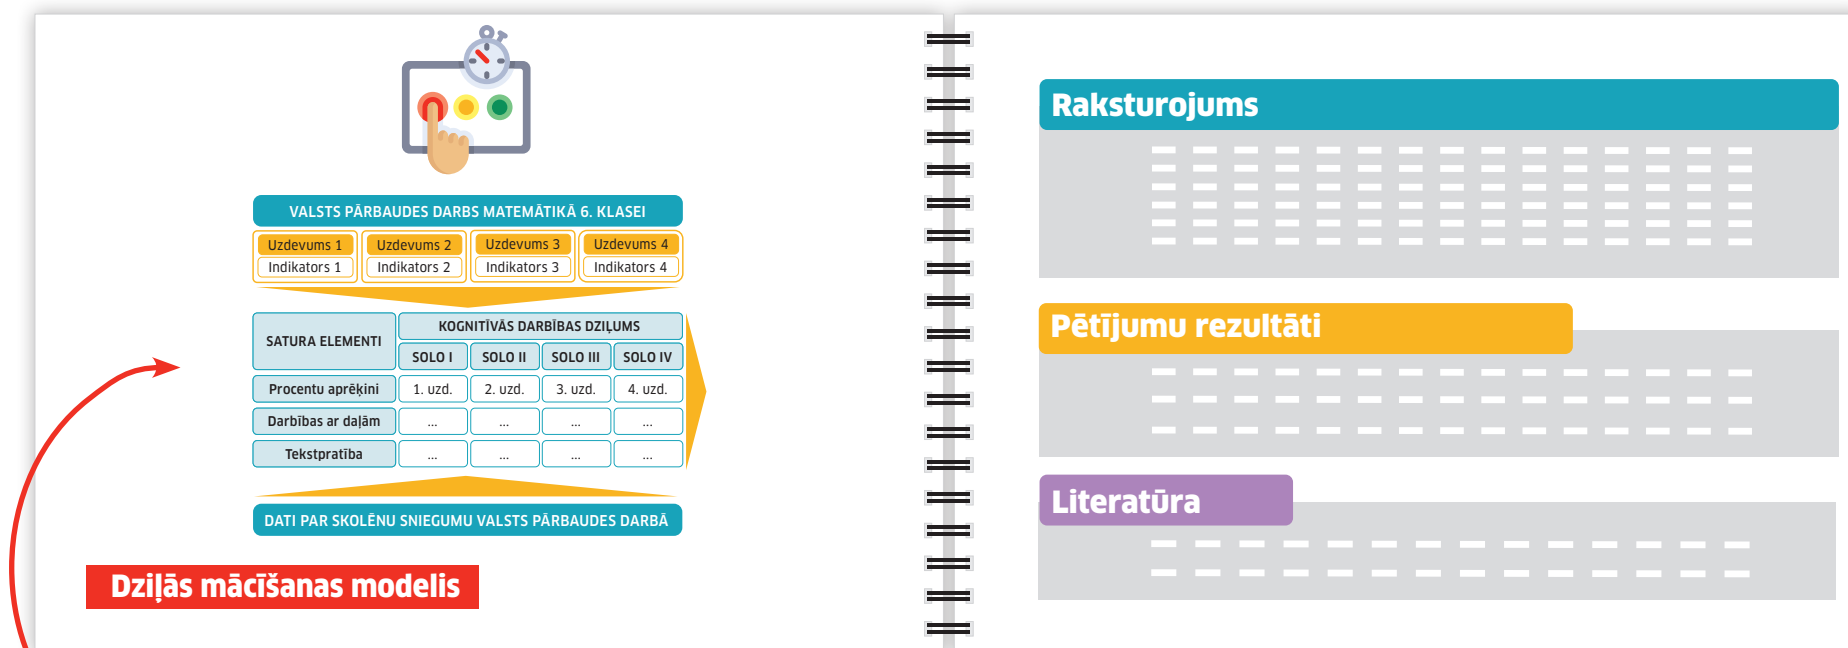 VALSTS PĀRBAUDES DARBS MATEMĀTIKĀ 6. KLASEI
Uzdevums 1 Uzdevums 2 Uzdevums 3 Uzdevums 4
Indikators 1 Indikators 2 Indikators 3 Indikators 4
SATURA ELEMENTI
KOGNITĪVĀS DARBĪBAS DZIĻUMS
SOLO I SOLO II SOLO III SOLO IV
Procentu aprēķini 1. uzd. 2. uzd. 3. uzd. 4. uzd.
Darbības ar daļām ... ... ... ...
Tekstpratība ... ... ... ...
DATI PAR SKOLĒNU SNIEGUMU VALSTS PĀRBAUDES DARBĀ
Dziļās mācīšanas modelis
Raksturojums
Pētījumu rezultāti
Literatūra